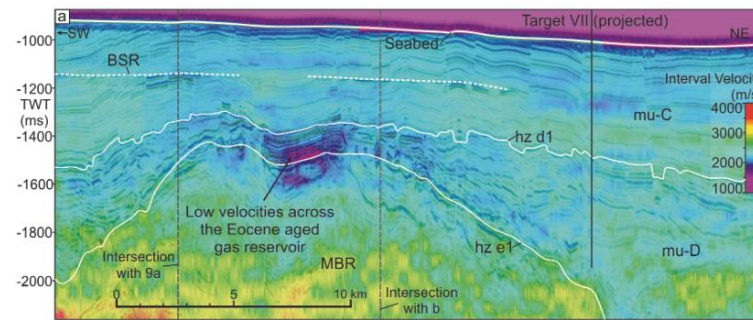 a
Target VII (projected)
-1000
←SW
Seabed
NE
BSR
Interval Velocity
(m/s)
-1200
TWT
(ms)
4000
3000
2000
1000
mu-C
-1400
hz d1
-1600
Low velocities across
the Eocene aged
gas reservoir
-1800
hz e1
mu-D
Intersection
with 9a
MBR
-2000
0
5
10 km
Intersection
with b